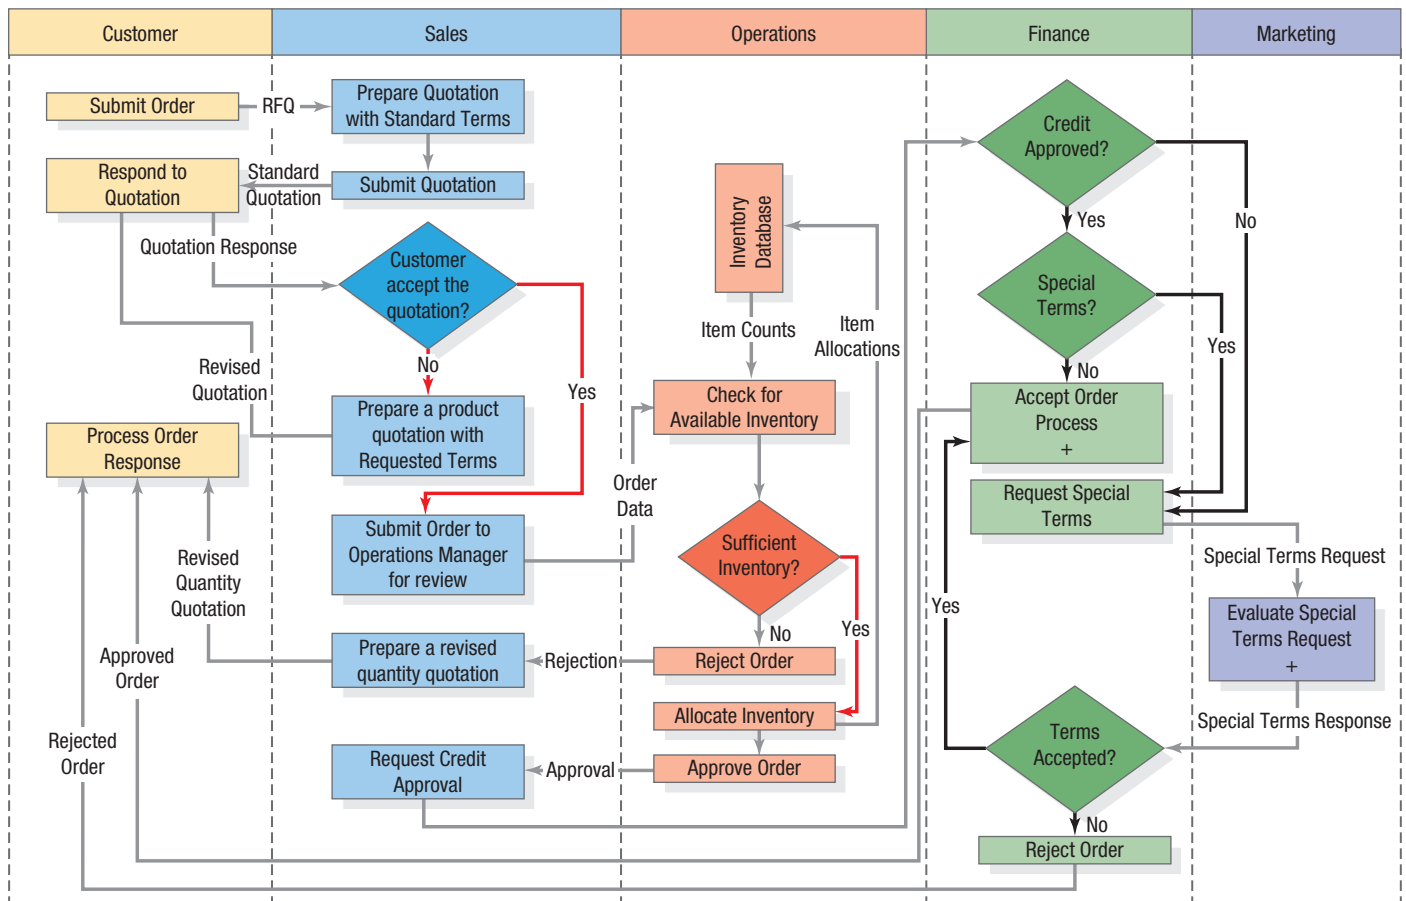 Customer
Sales
Operations
Finance
Marketing
Submit Order
RFQ
Prepare Quotation
with Standard Terms
Respond to
Quotation
Standard
Quotation
Submit Quotation
Quotation Response
Customer
accept the
quotation?
No
Yes
Revised
Quotation
Prepare a product
quotation with
Requested Terms
Process Order
Response
Submit Order to
Operations Manager
for review
Order
Data
Revised
Quantity
Quotation
Prepare a revised
quantity quotation
Rejection
Approved
Order
Rejected
Order
Request Credit
Approval
Approval
Inventory
Database
Item Counts
Item
Allocations
Check for
Available Inventory
Sufficient
Inventory?
No
Yes
Reject Order
Allocate Inventory
Approve Order
Credit
Approved?
Yes
No
Special
Terms?
Yes
No
Accept Order
Process
+
Request Special
Terms
Special Terms Request
Evaluate Special
Terms Request
+
Special Terms Response
Yes
Terms
Accepted?
No
Reject Order